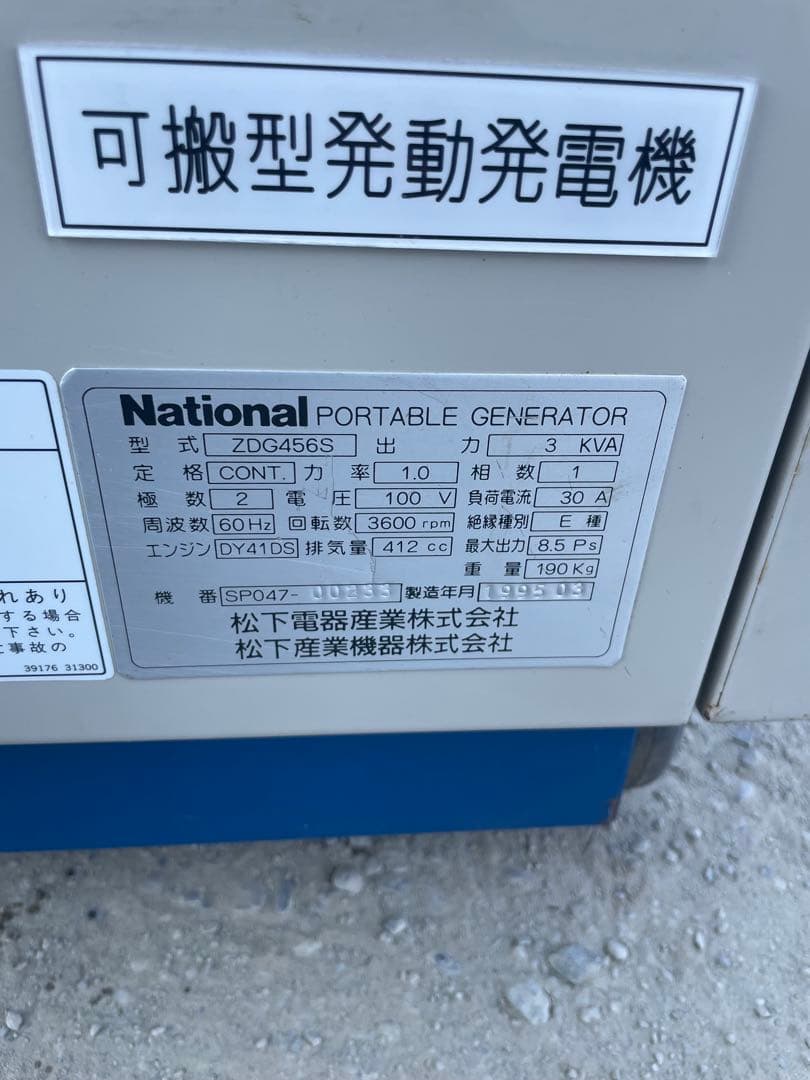 可搬型発動発電機
National PORTABLE GENERATOR
型式 ZDG456S 出力 3 KVA
定格 CONT. 力率 1.0 相数 1
極数 2 電圧 100 V 負荷電流 30 A
周波数 60Hz 回転数 3600 rpm 絶縁種別 E 種
エンジン DY41DS 排気量 412 cc 最大出力 8.5 Ps
重量 190Kg
機番 SP047-00233 製造年月 1995 03
松下電器産業株式会社
松下産業機器株式会社
れあり
する場合
下さい。
事故の
39176 31300